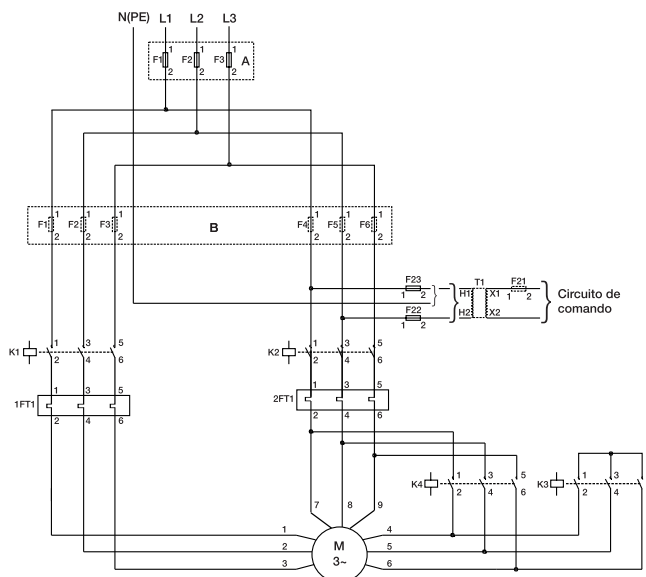 N(PE) L1 L2 L3
F1 1 2 F2 1 2 F3 1 2 A
F1 1 2 F2 1 2 F3 1 2 B F4 1 2 F5 1 2 F6 1 2
F23 1 2 H1 T1 X1 F21 1 2
F22 1 2 H2 X2
Circuito de
comando
K1 1 2 3 4 5 6 K2 1 2 3 4 5 6
1FT1 1 2 3 4 5 6 2FT1 1 2 3 4 5 6
K4 1 2 3 4 5 6 K3 1 2 3 4 5 6
7 8 9
1 4
2 M 5
3 3~ 6